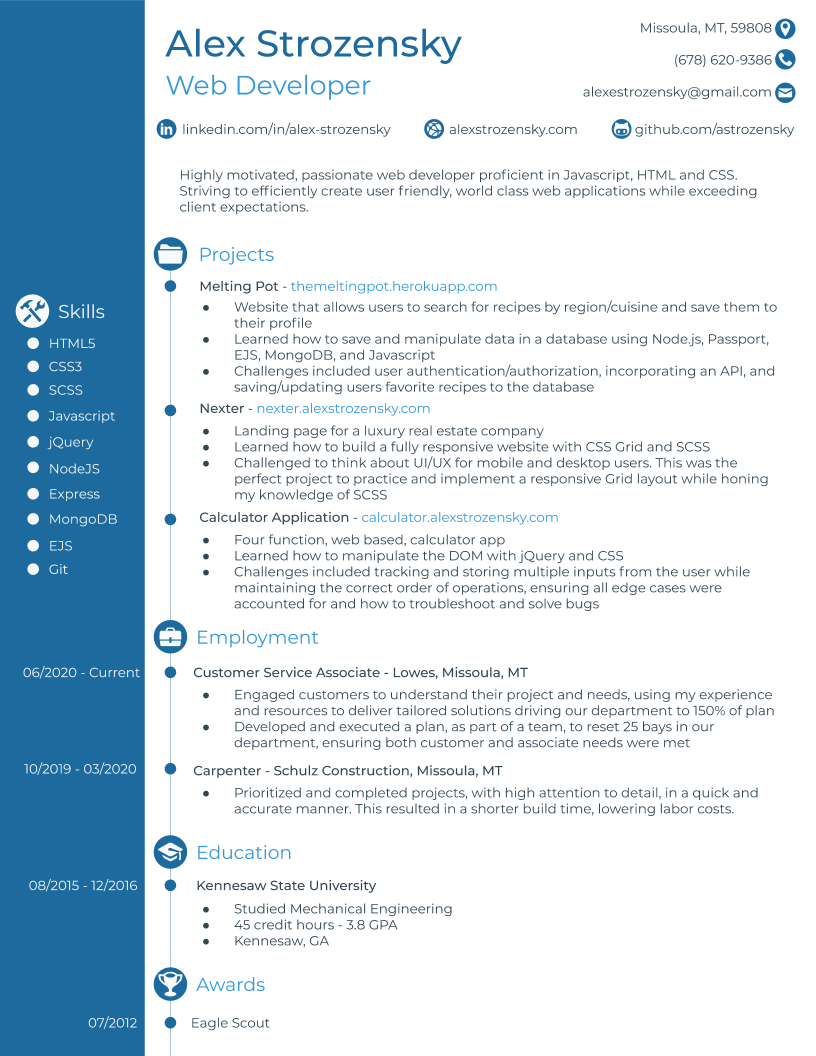 Alex Strozensky
Web Developer
Missoula, MT, 59808
(678) 620-9386
alexestrozensky@gmail.com
linkedin.com/in/alex-strozensky
alexstrozensky.com
github.com/astrozensky
Highly motivated, passionate web developer proficient in Javascript, HTML and CSS.
Striving to efficiently create user friendly, world class web applications while exceeding
client expectations.
Skills
HTML5
CSS3
SCSS
Javascript
jQuery
NodeJS
Express
MongoDB
EJS
Git
Projects
Melting Pot - themeltingpot.herokuapp.com
● Website that allows users to search for recipes by region/cuisine and save them to
their profile
● Learned how to save and manipulate data in a database using Node.js, Passport,
EJS, MongoDB, and Javascript
● Challenges included user authentication/authorization, incorporating an API, and
saving/updating users favorite recipes to the database
Nexter - nexter.alexstrozensky.com
● Landing page for a luxury real estate company
● Learned how to build a fully responsive website with CSS Grid and SCSS
● Challenged to think about UI/UX for mobile and desktop users. This was the
perfect project to practice and implement a responsive Grid layout while honing
my knowledge of SCSS
Calculator Application - calculator.alexstrozensky.com
● Four function, web based, calculator app
● Learned how to manipulate the DOM with jQuery and CSS
● Challenges included tracking and storing multiple inputs from the user while
maintaining the correct order of operations, ensuring all edge cases were
accounted for and how to troubleshoot and solve bugs
Employment
06/2020 - Current
Customer Service Associate - Lowes, Missoula, MT
● Engaged customers to understand their project and needs, using my experience
and resources to deliver tailored solutions driving our department to 150% of plan
● Developed and executed a plan, as part of a team, to reset 25 bays in our
department, ensuring both customer and associate needs were met
10/2019 - 03/2020
Carpenter - Schulz Construction, Missoula, MT
● Prioritized and completed projects, with high attention to detail, in a quick and
accurate manner. This resulted in a shorter build time, lowering labor costs.
Education
08/2015 - 12/2016
Kennesaw State University
● Studied Mechanical Engineering
● 45 credit hours - 3.8 GPA
● Kennesaw, GA
Awards
07/2012
Eagle Scout